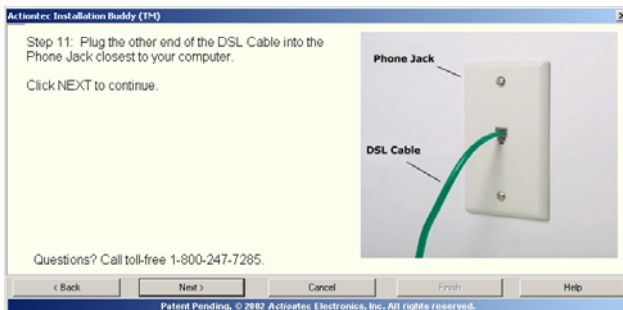 Actiontec Installation Buddy (TM)
Step 11: Plug the other end of the DSL Cable into the
Phone Jack closest to your computer.
Click NEXT to continue.
Phone Jack
DSL Cable
Questions? Call toll-free 1-800-247-7285.
< Back
Next >
Cancel
Finish
Help
Patent Pending, © 2002 Actiontec Electronics, Inc. All rights reserved.